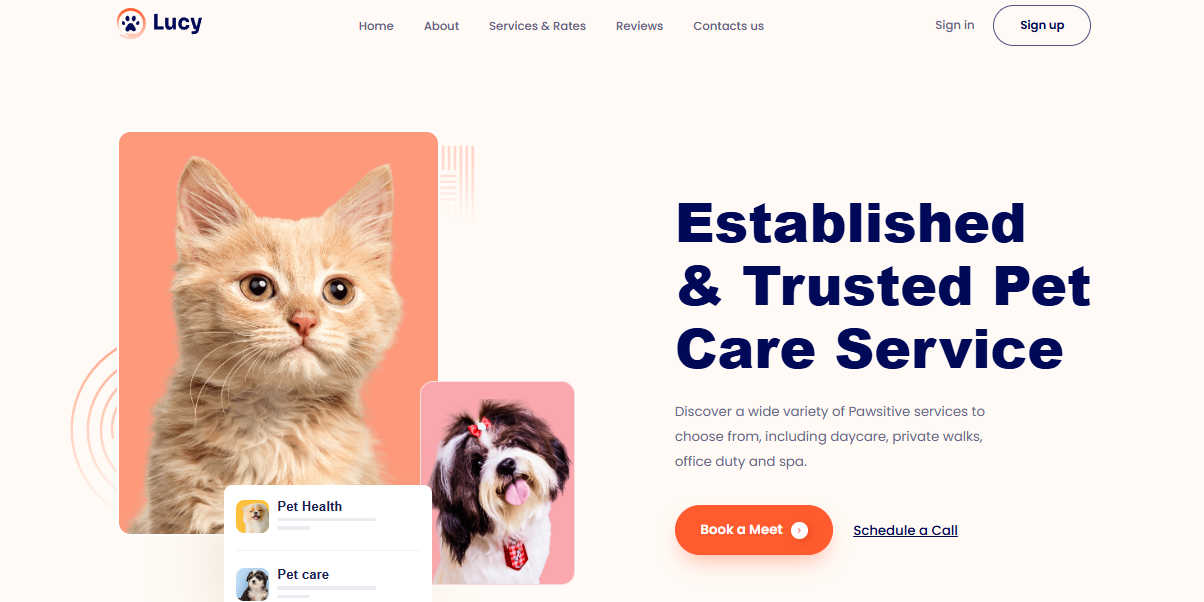 Lucy
Home About Services & Rates Reviews Contacts us
Sign in Sign up
Established
& Trusted Pet
Care Service
Discover a wide variety of Pawsitive services to
choose from, including daycare, private walks,
office duty and spa.
Book a Meet
Schedule a Call
Pet Health
Pet care